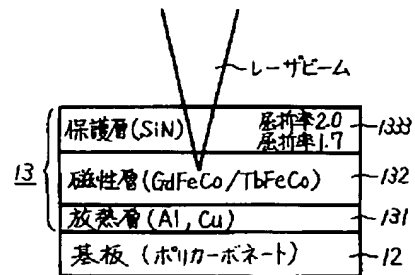 レーザビーム
保護層(SiN)
屈折率2.0
屈折率1.7
1333
13
磁性層(GdFeCo/TbFeCo)
132
放熱層(Al, Cu)
131
基板(ポリカーボネート)
12